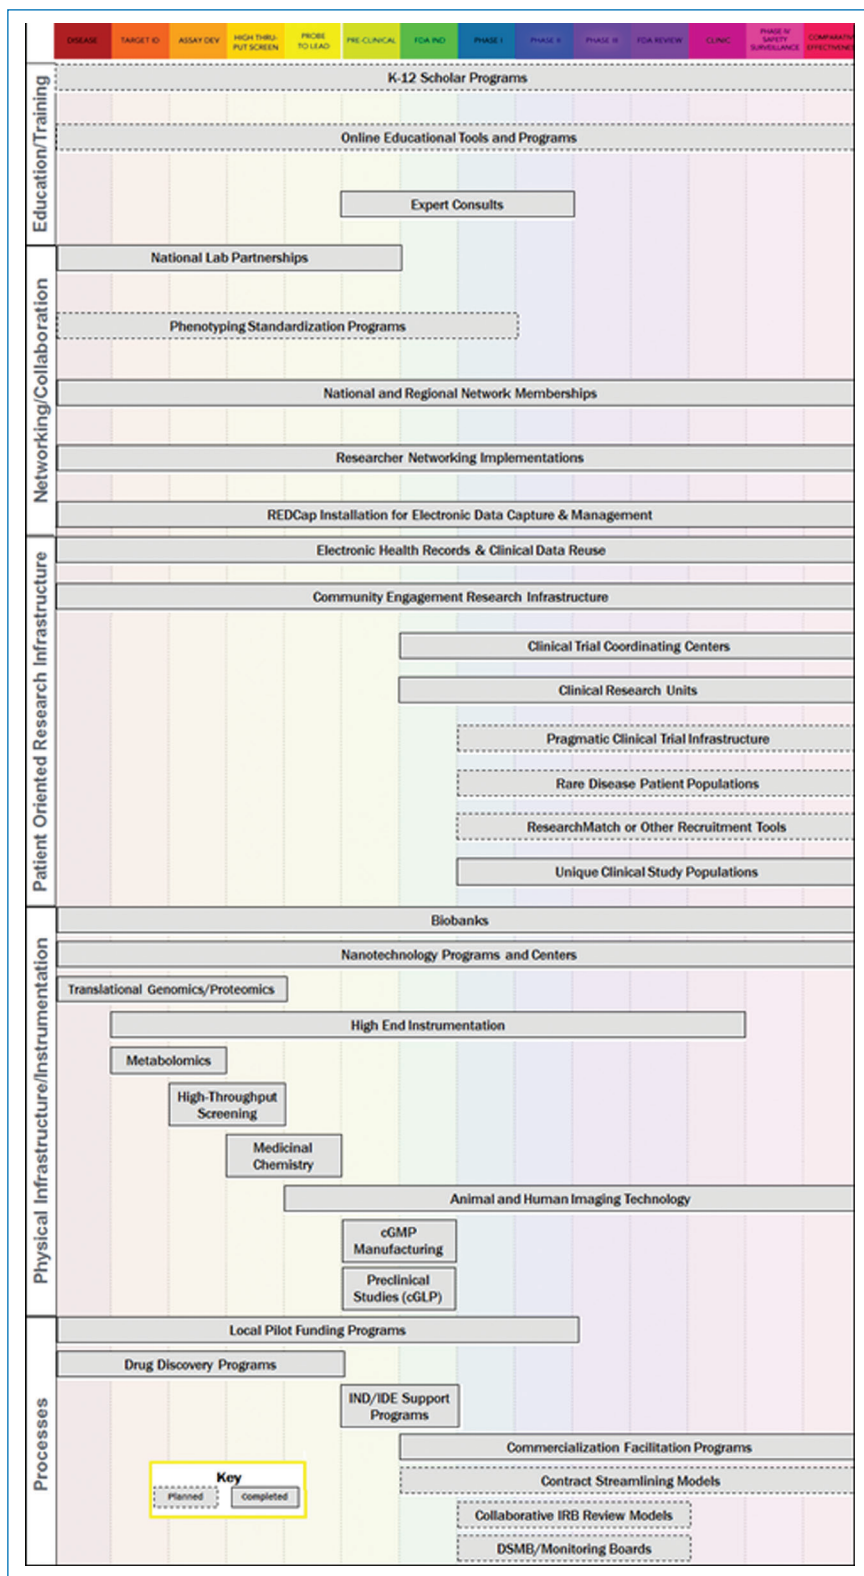 DISEASE
TARGET ID
ASSAY DEV
HIGH THRU-
PUT SCREEN
PROBE
TO LEAD
PRE-CLINICAL
FDA IND
PHASE I
PHASE II
PHASE III
FDA REVIEW
CLINIC
PHASE IV
SAFETY
SURVEILLANCE
COMPARATIVE
EFFECTIVENESS
Education/Training
K-12 Scholar Programs
Online Educational Tools and Programs
Expert Consults
Networking/Collaboration
National Lab Partnerships
Phenotyping Standardization Programs
National and Regional Network Memberships
Researcher Networking Implementations
REDCap Installation for Electronic Data Capture & Management
Patient Oriented Research Infrastructure
Electronic Health Records & Clinical Data Reuse
Community Engagement Research Infrastructure
Clinical Trial Coordinating Centers
Clinical Research Units
Pragmatic Clinical Trial Infrastructure
Rare Disease Patient Populations
ResearchMatch or Other Recruitment Tools
Unique Clinical Study Populations
Physical Infrastructure/Instrumentation
Biobanks
Nanotechnology Programs and Centers
Translational Genomics/Proteomics
High End Instrumentation
Metabolomics
High-Throughput
Screening
Medicinal
Chemistry
Animal and Human Imaging Technology
cGMP
Manufacturing
Preclinical
Studies (cGLP)
Processes
Local Pilot Funding Programs
Drug Discovery Programs
IND/IDE Support
Programs
Commercialization Facilitation Programs
Contract Streamlining Models
Collaborative IRB Review Models
DSMB/Monitoring Boards
Key
Planned
Completed